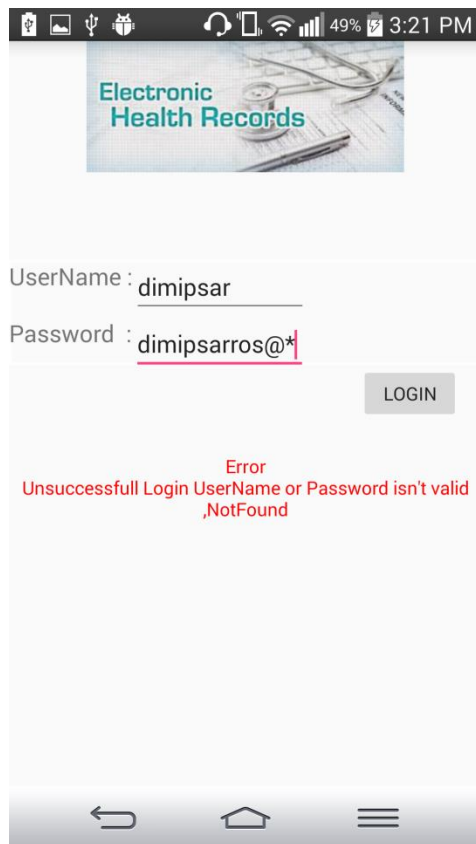 49% 3:21 PM
Electronic
Health Records
UserName : dimipsar
Password : dimipsarros@*
LOGIN
Error
Unsuccessfull Login UserName or Password isn't valid
,NotFound